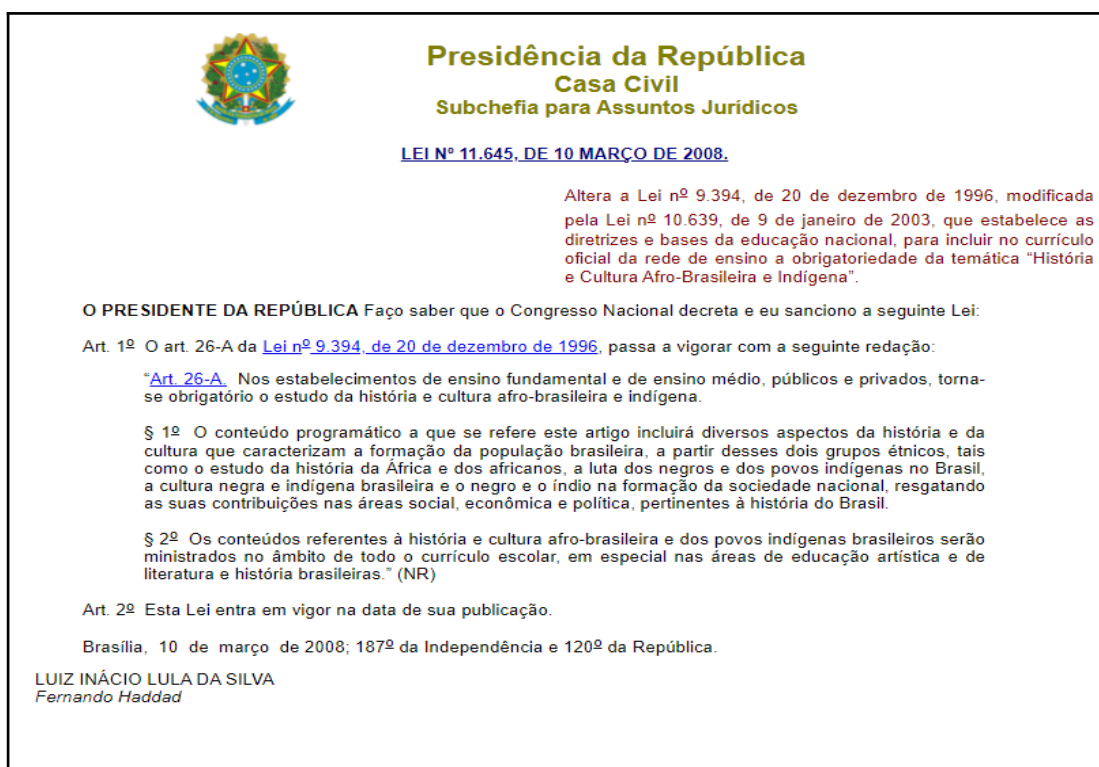 Presidência da República
Casa Civil
Subchefia para Assuntos Jurídicos
LEI Nº 11.645, DE 10 MARÇO DE 2008.
Altera a Lei nº 9.394, de 20 de dezembro de 1996, modificada
pela Lei nº 10.639, de 9 de janeiro de 2003, que estabelece as
diretrizes e bases da educação nacional, para incluir no currículo
oficial da rede de ensino a obrigatoriedade da temática “História
e Cultura Afro-Brasileira e Indígena”.
O PRESIDENTE DA REPÚBLICA Faço saber que o Congresso Nacional decreta e eu sanciono a seguinte Lei:
Art. 1º O art. 26-A da Lei nº 9.394, de 20 de dezembro de 1996, passa a vigorar com a seguinte redação:
“Art. 26-A. Nos estabelecimentos de ensino fundamental e de ensino médio, públicos e privados, torna-
se obrigatório o estudo da história e cultura afro-brasileira e indígena.
§ 1º O conteúdo programático a que se refere este artigo incluirá diversos aspectos da história e da
cultura que caracterizam a formação da população brasileira, a partir desses dois grupos étnicos, tais
como o estudo da história da África e dos africanos, a luta dos negros e dos povos indígenas no Brasil,
a cultura negra e indígena brasileira e o negro e o índio na formação da sociedade nacional, resgatando
as suas contribuições nas áreas social, econômica e política, pertinentes à história do Brasil.
§ 2º Os conteúdos referentes à história e cultura afro-brasileira e dos povos indígenas brasileiros serão
ministrados no âmbito de todo o currículo escolar, em especial nas áreas de educação artística e de
literatura e história brasileiras.” (NR)
Art. 2º Esta Lei entra em vigor na data de sua publicação.
Brasília, 10 de março de 2008; 187º da Independência e 120º da República.
LUIZ INÁCIO LULA DA SILVA
Fernando Haddad